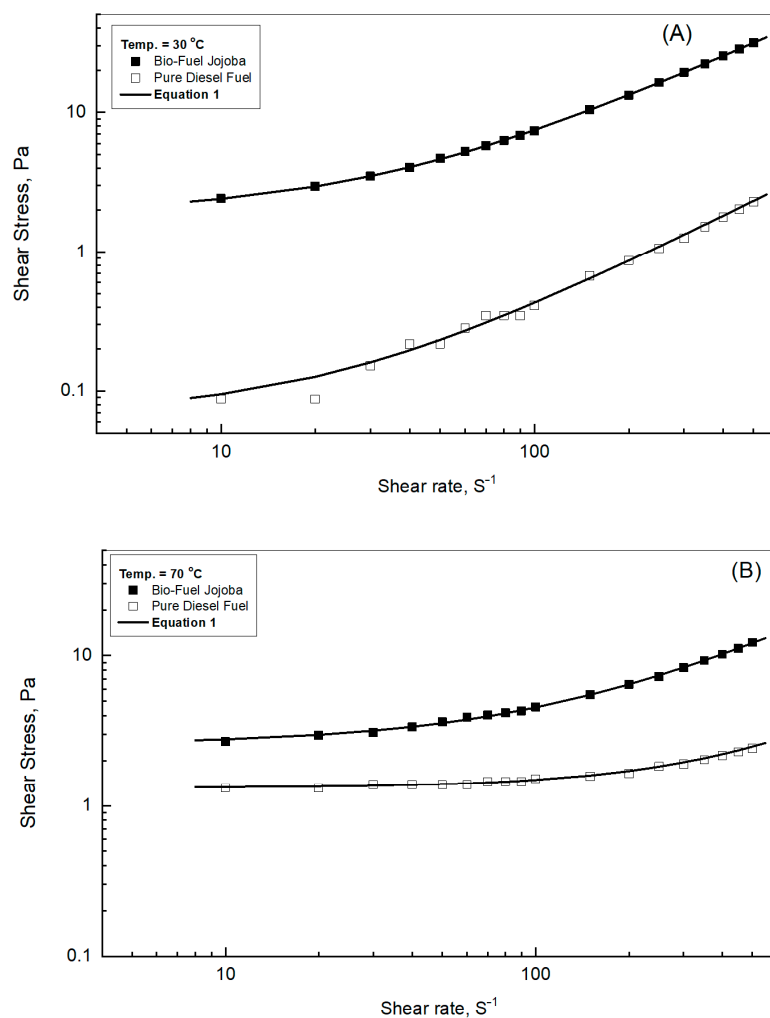 (A)
Temp. = 30 °C
Bio-Fuel Jojoba
Pure Diesel Fuel
Equation 1
10
1
0.1
Shear Stress, Pa
10
100
Shear rate, S⁻¹
(B)
Temp. = 70 °C
Bio-Fuel Jojoba
Pure Diesel Fuel
Equation 1
10
1
0.1
Shear Stress, Pa
10
100
Shear rate, S⁻¹